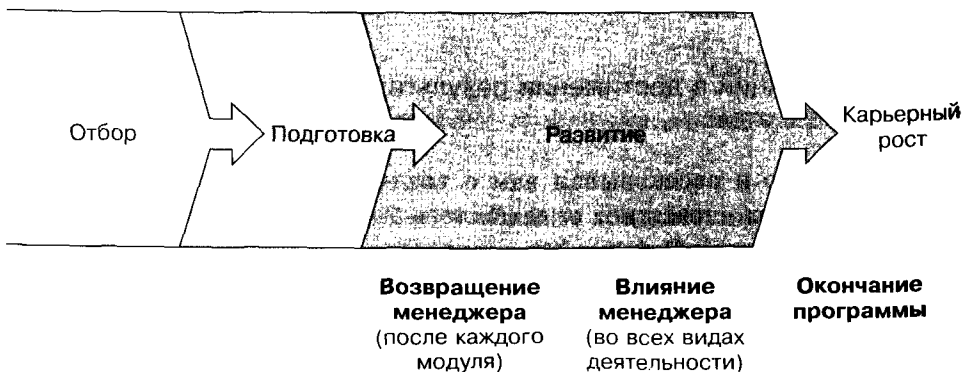 Отбор
Подготовка
Развитие
Карьерный
рост
Возвращение
менеджера
(после каждого
модуля)
Влияние
менеджера
(во всех видах
деятельности)
Окончание
программы